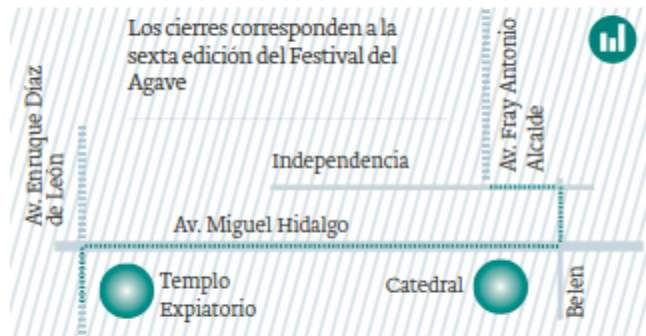 Los cierres corresponden a la
sexta edición del Festival del
Agave
Av. Enruque Díaz
de León
Av. Fray Antonio
Alcalde
Independencia
Av. Miguel Hidalgo
Templo
Expiatorio
Catedral
Belen